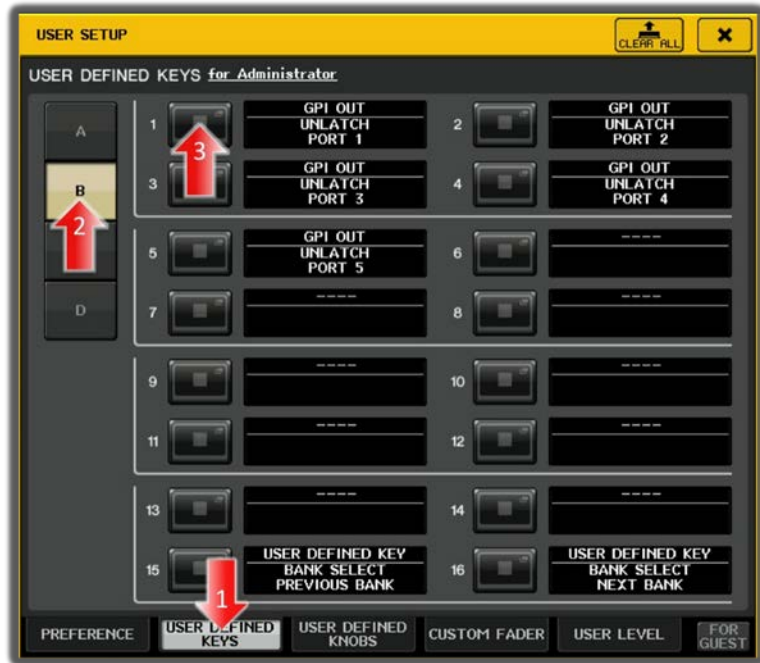 USER SETUP
CLEAR ALL
USER DEFINED KEYS for Administrator
A
B
D
1
GPI OUT
UNLATCH
PORT 1
2
GPI OUT
UNLATCH
PORT 2
3
3
GPI OUT
UNLATCH
PORT 3
4
GPI OUT
UNLATCH
PORT 4
2
5
GPI OUT
UNLATCH
PORT 5
6
----
7
----
8
----
9
----
10
----
11
----
12
----
13
----
14
----
15
USER DEFINED KEY
BANK SELECT
PREVIOUS BANK
16
USER DEFINED KEY
BANK SELECT
NEXT BANK
1
PREFERENCE
USER DEFINED
KEYS
USER DEFINED
KNOBS
CUSTOM FADER
USER LEVEL
FOR
GUEST